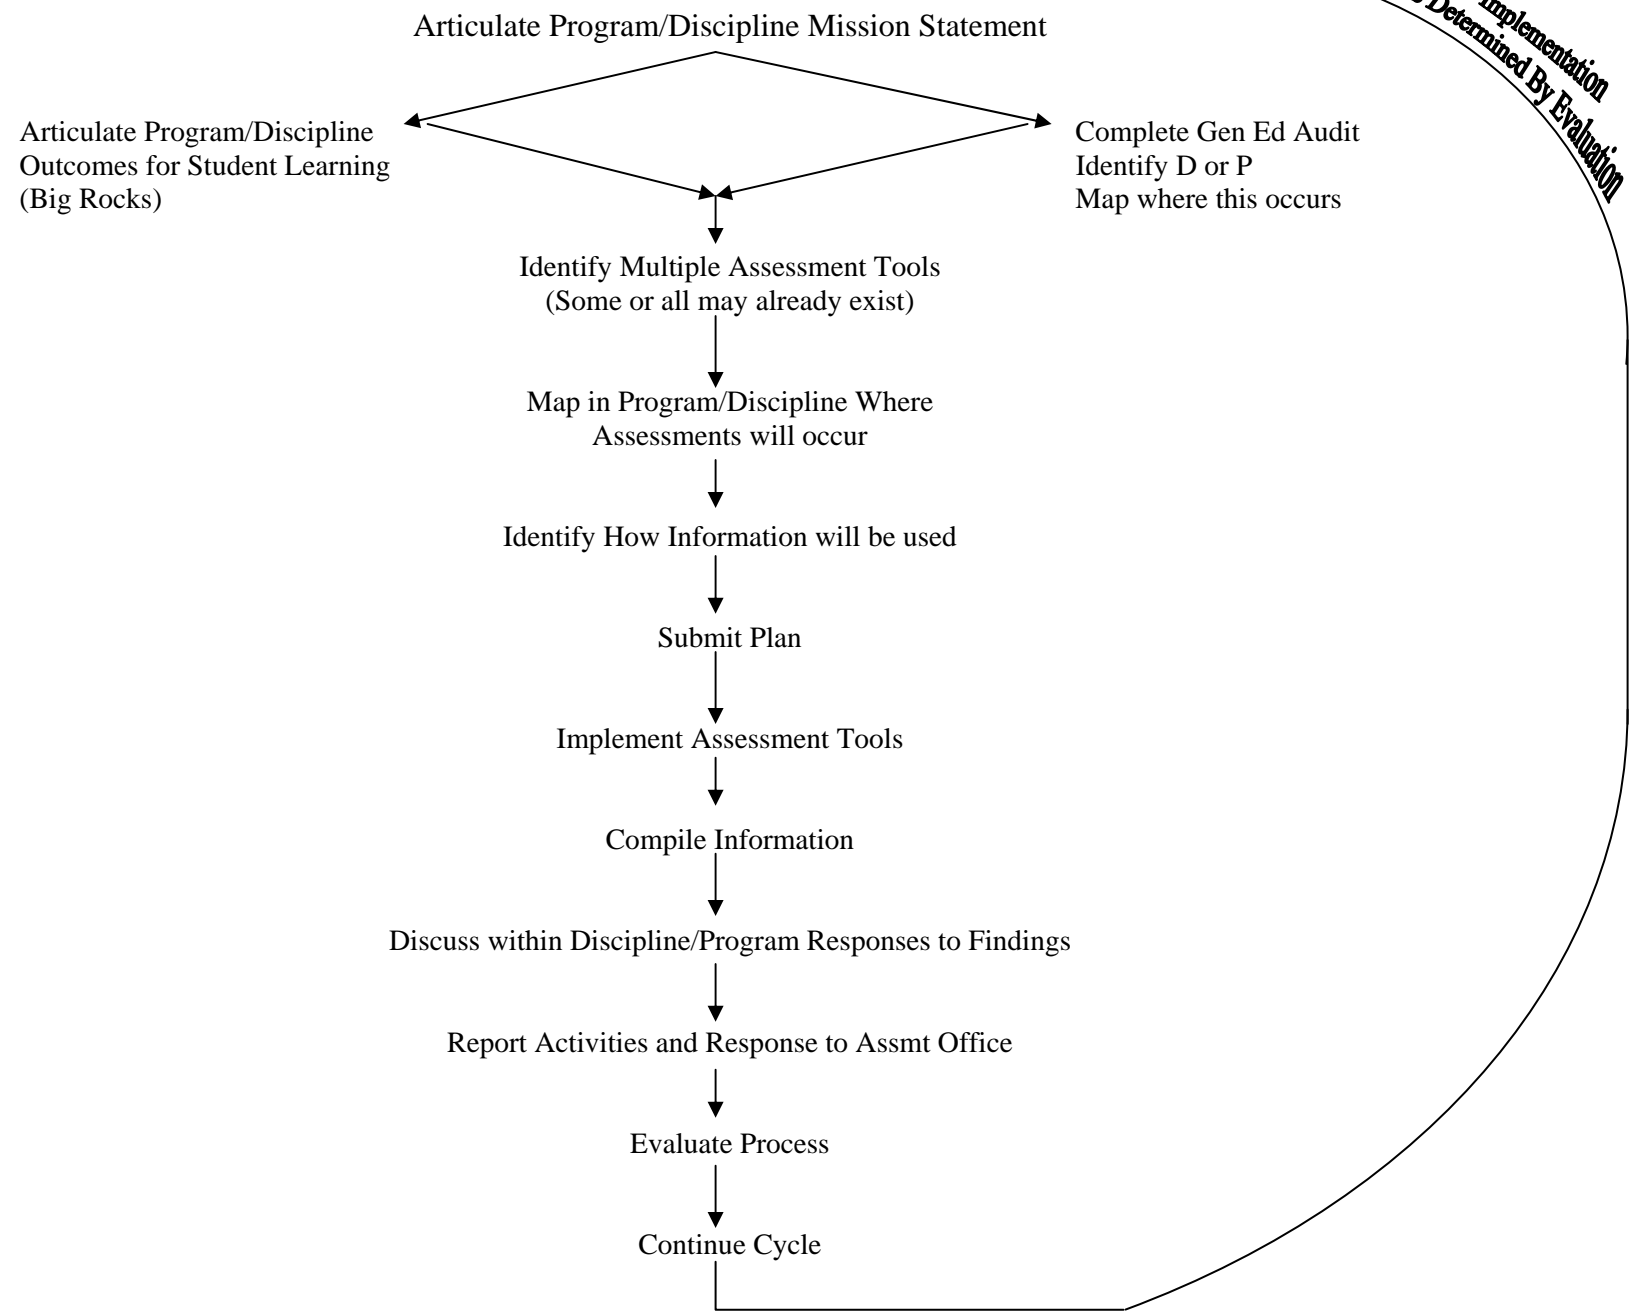 Articulate Program/Discipline Mission Statement
Implementation
Determined By Evaluation
Articulate Program/Discipline
Outcomes for Student Learning
(Big Rocks)
Complete Gen Ed Audit
Identify D or P
Map where this occurs
Identify Multiple Assessment Tools
(Some or all may already exist)
Map in Program/Discipline Where
Assessments will occur
Identify How Information will be used
Submit Plan
Implement Assessment Tools
Compile Information
Discuss within Discipline/Program Responses to Findings
Report Activities and Response to Assmt Office
Evaluate Process
Continue Cycle